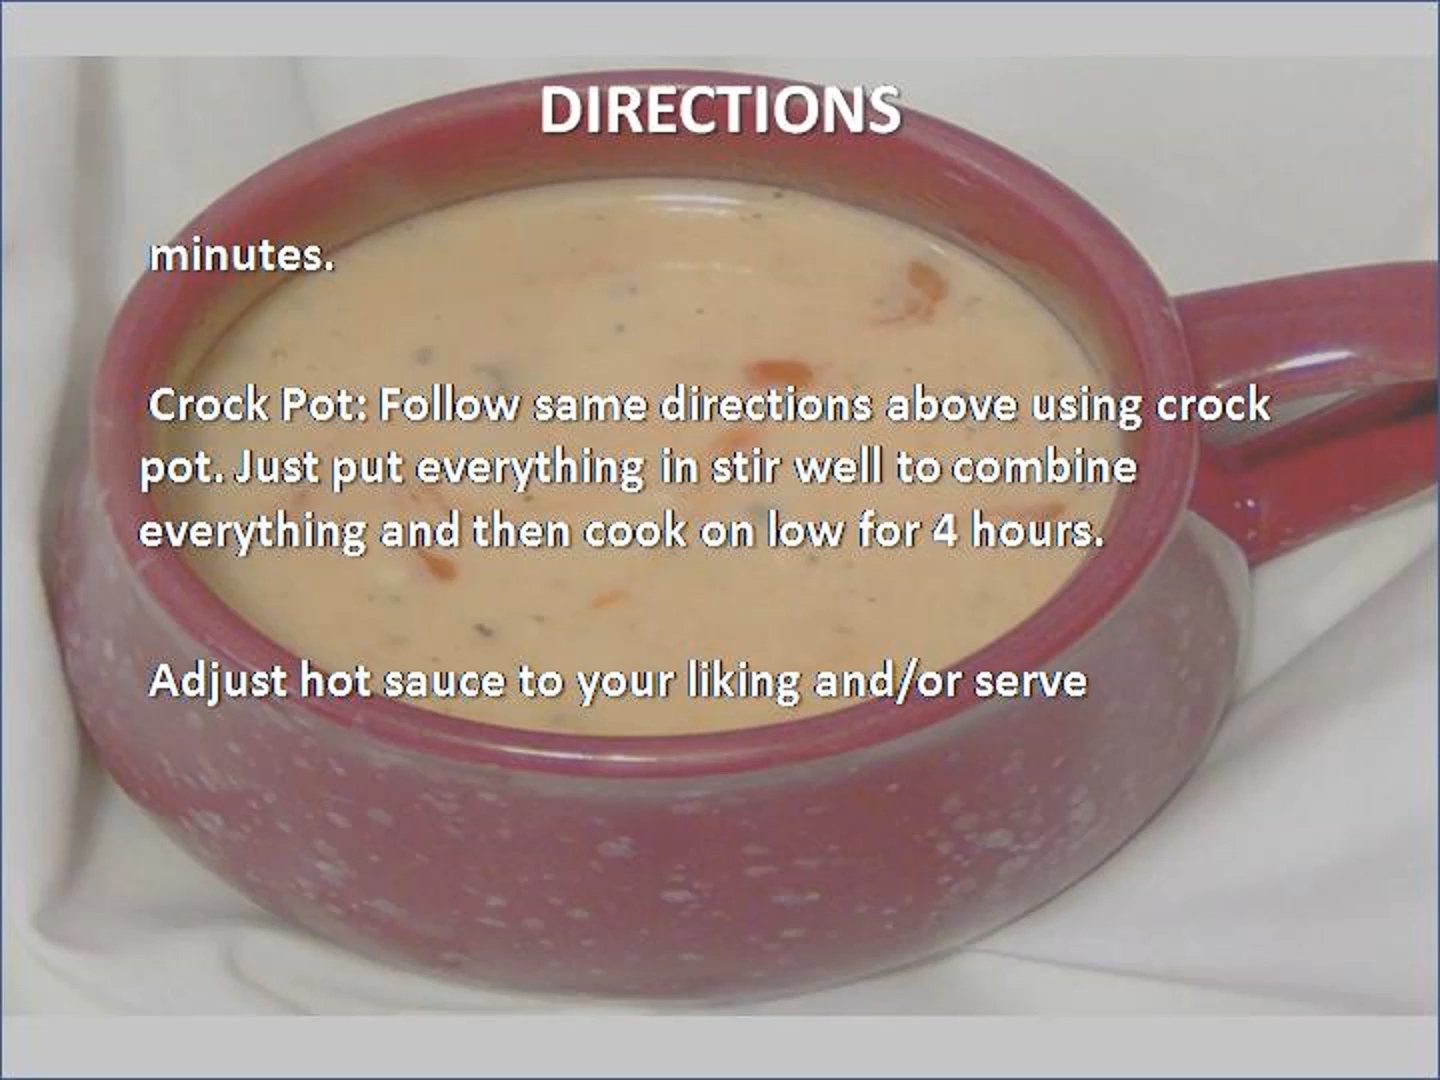 DIRECTIONS
minutes.
Crock Pot: Follow same directions above using crock
pot. Just put everything in stir well to combine
everything and then cook on low for 4 hours.
Adjust hot sauce to your liking and/or serve